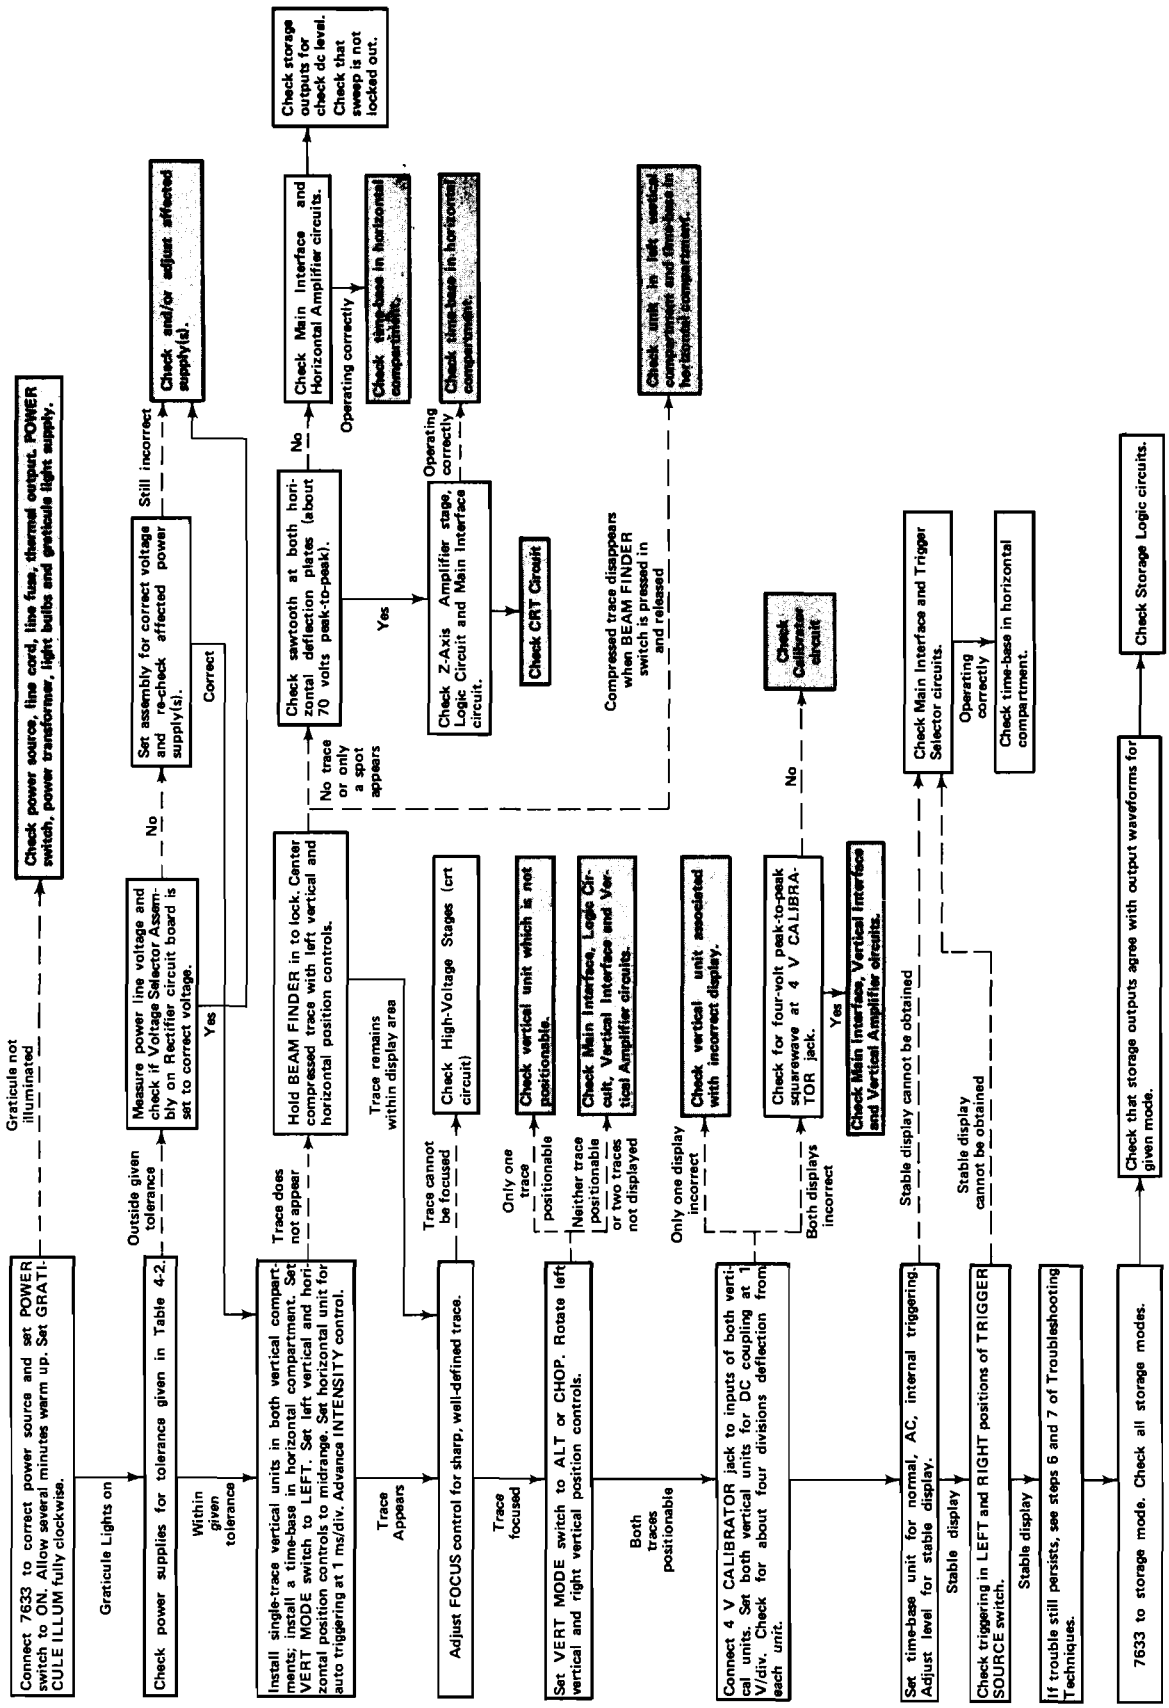 Connect 7633 to correct power source and set POWER
switch to ON. Allow several minutes warm up. Set GRATI-
CULE ILLUM fully clockwise.
Graticule not
illuminated
Check power source, line cord, line fuse, thermal output. POWER
switch, power transformer, light bulbs and graticule light supply.
Graticule Lights on
Check power supplies for tolerance given in Table 4-2.
Outside given
tolerance
Measure power line voltage and
check if Voltage Selector Assem-
bly on Rectifier circuit board is
set to correct voltage.
No
Set assembly for correct voltage
and re-check affected power
supply(s).
Still incorrect
Check and/or adjust affected
supply(s).
Yes
Correct
Within
given
tolerance
Install single-trace vertical units in both vertical compart-
ments; install a time-base in horizontal compartment. Set
VERT MODE switch to LEFT. Set left vertical and hori-
zontal position controls to midrange. Set horizontal unit for
auto triggering at 1 ms/div. Advance INTENSITY control.
Trace does
not appear
Hold BEAM FINDER in to lock. Center
compressed trace with left vertical and
horizontal position controls.
No trace
or only
a spot
appears
Check sawtooth at both hori-
zontal deflection plates (about
70 volts peak-to-peak).
No
Check Main Interface and
Horizontal Amplifier circuits.
Check storage
outputs for
check dc level.
Check that
sweep is not
locked out.
Operating correctly
Check time-base in horizontal
compartment.
Yes
Check Z-Axis Amplifier stage,
Logic Circuit and Main Interface
circuit.
Operating
correctly
Check time-base in horizontal
compartment.
Check CRT Circuit
Compressed trace disappears
when BEAM FINDER
switch is pressed in
and released
Check unit in left vertical
compartment and time-base in
horizontal compartment.
Trace remains
within display area
Trace
Appears
Adjust FOCUS control for sharp, well-defined trace.
Trace cannot
be focused
Check High-Voltage Stages (crt
circuit)
Trace
focused
Set VERT MODE switch to ALT or CHOP. Rotate left
vertical and right vertical position controls.
Only one
trace
positionable
Check vertical unit which is not
positionable.
Neither trace
positionable
or two traces
not displayed
Check Main Interface, Logic Cir-
cuit, Vertical Interface and Ver-
tical Amplifier circuits.
Both
traces
positionable
Connect 4 V CALIBRATOR jack to inputs of both verti-
cal units. Set both vertical units for DC coupling at 1
V/div. Check for about four divisions deflection from
each unit.
Only one display
incorrect
Check vertical unit associated
with incorrect display.
Both displays
incorrect
Check for four-volt peak-to-peak
squarewave at 4 V CALIBRA-
TOR jack.
No
Check
Calibrator
circuit
Yes
Check Main Interface, Vertical Interface
and Vertical Amplifier circuits.
Set time-base unit for normal, AC, internal triggering.
Adjust level for stable display.
Stable display cannot be obtained
Check Main Interface and Trigger
Selector circuits.
Operating
correctly
Check time-base in horizontal
compartment.
Stable display
Check triggering in LEFT and RIGHT positions of TRIGGER
SOURCE switch.
Stable display
cannot be obtained
Stable display
If trouble still persists, see steps 6 and 7 of Troubleshooting
Techniques.
7633 to storage mode. Check all storage modes.
Check that storage outputs agree with output waveforms for
given mode.
Check Storage Logic circuits.